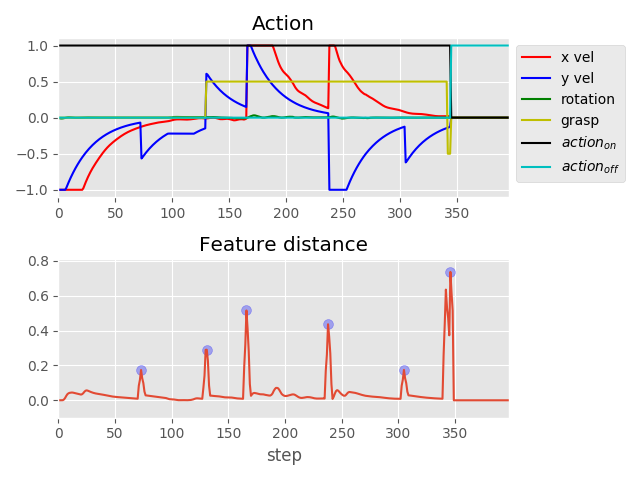 Action
1.0
0.5
0.0
−0.5
−1.0
0 50 100 150 200 250 300 350
x vel
y vel
rotation
grasp
action_on
action_off
Feature distance
0.8
0.6
0.4
0.2
0.0
0 50 100 150 200 250 300 350
step